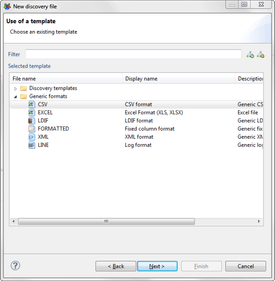 New discovery file
Use of a template
Choose an existing template
Filter
Selected template
File name Display name Description
Discovery templates
Generic formats
CSV CSV format Generic CS
EXCEL Excel Format (XLS, XLSX) Excel file
LDIF LDIF format Generic LD
FORMATTED Fixed column format Generic fix
XML XML format Generic XM
LINE Log format Generic log
< Back Next > Finish Cancel